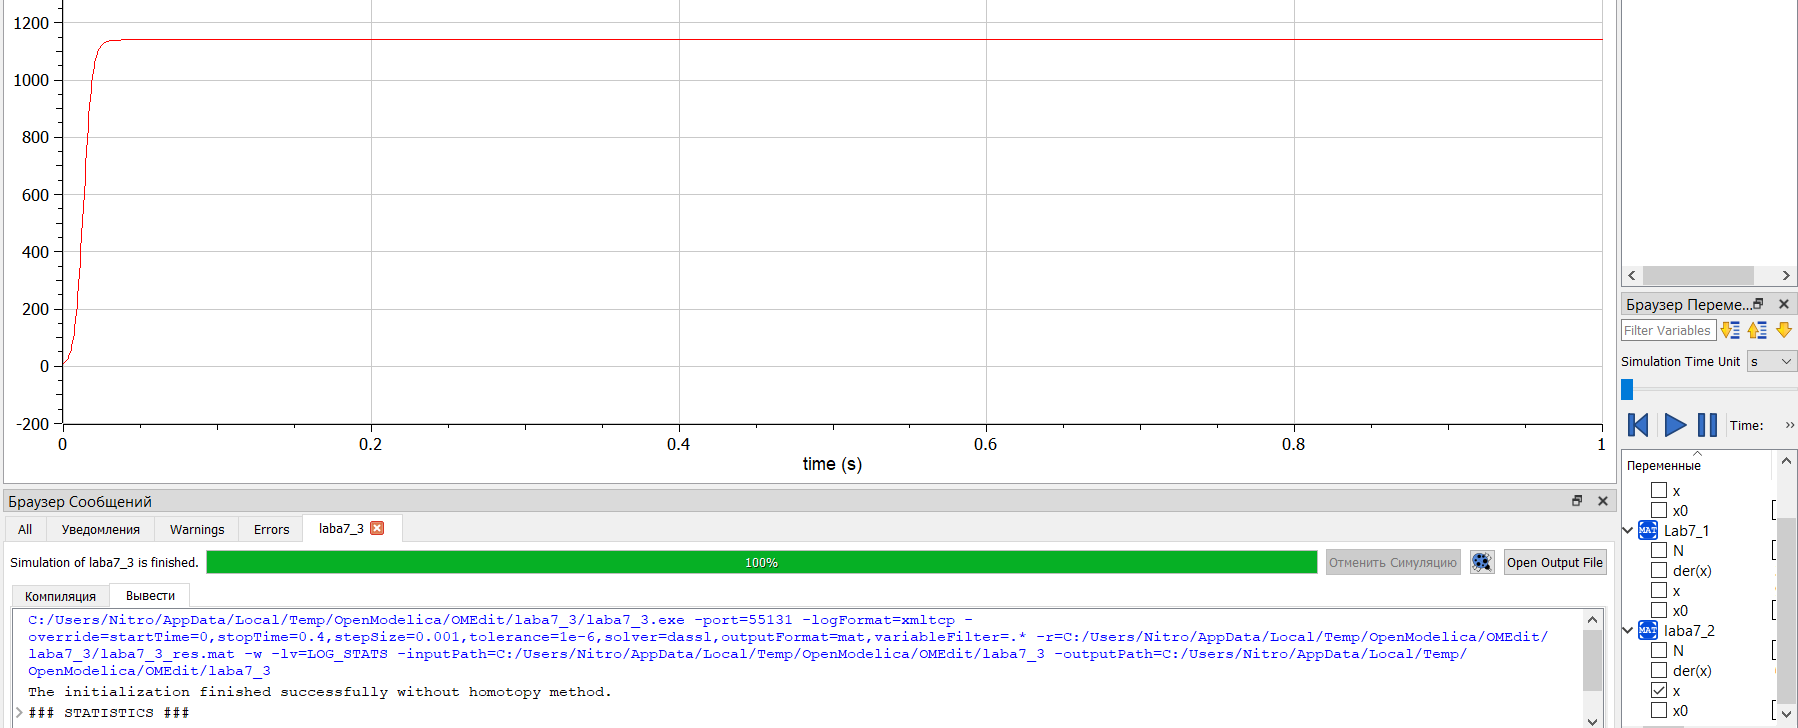 1200
1000
800
600
400
200
0
-200
0 0.2 0.4 0.6 0.8 1
time (s)
Браузер Переме...
Filter Variables
Simulation Time Unit s
Time: »
Переменные
x
x0
MAT Lab7_1
N
der(x)
x
x0
MAT laba7_2
N
der(x)
x
x0
Браузер Сообщений
All Уведомления Warnings Errors laba7_3
Simulation of laba7_3 is finished. 100% Отменить Симуляцию Open Output File
Компиляция Вывести
C:/Users/Nitro/AppData/Local/Temp/OpenModelica/OMEdit/laba7_3/laba7_3.exe -port=55131 -logFormat=xmltcp -
override=startTime=0,stopTime=0.4,stepSize=0.001,tolerance=1e-6,solver=dassl,outputFormat=mat,variableFilter=.* -r=C:/Users/Nitro/AppData/Local/Temp/OpenModelica/OMEdit/
laba7_3/laba7_3_res.mat -w -lv=LOG_STATS -inputPath=C:/Users/Nitro/AppData/Local/Temp/OpenModelica/OMEdit/laba7_3 -outputPath=C:/Users/Nitro/AppData/Local/Temp/
OpenModelica/OMEdit/laba7_3
The initialization finished successfully without homotopy method.
### STATISTICS ###